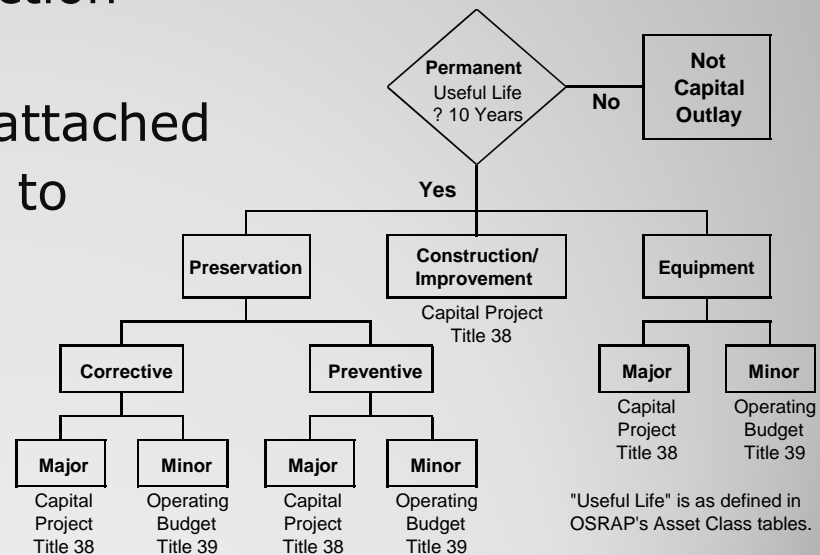 ction
attached
to
Permanent
Useful Life
? 10 Years
No
Not
Capital
Outlay
Yes
Preservation
Construction/
Improvement
Capital Project
Title 38
Equipment
Corrective
Preventive
Major
Capital
Project
Title 38
Minor
Operating
Budget
Title 39
Major
Capital
Project
Title 38
Minor
Operating
Budget
Title 39
Major
Capital
Project
Title 38
Minor
Operating
Budget
Title 39
"Useful Life" is as defined in
OSRAP's Asset Class tables.